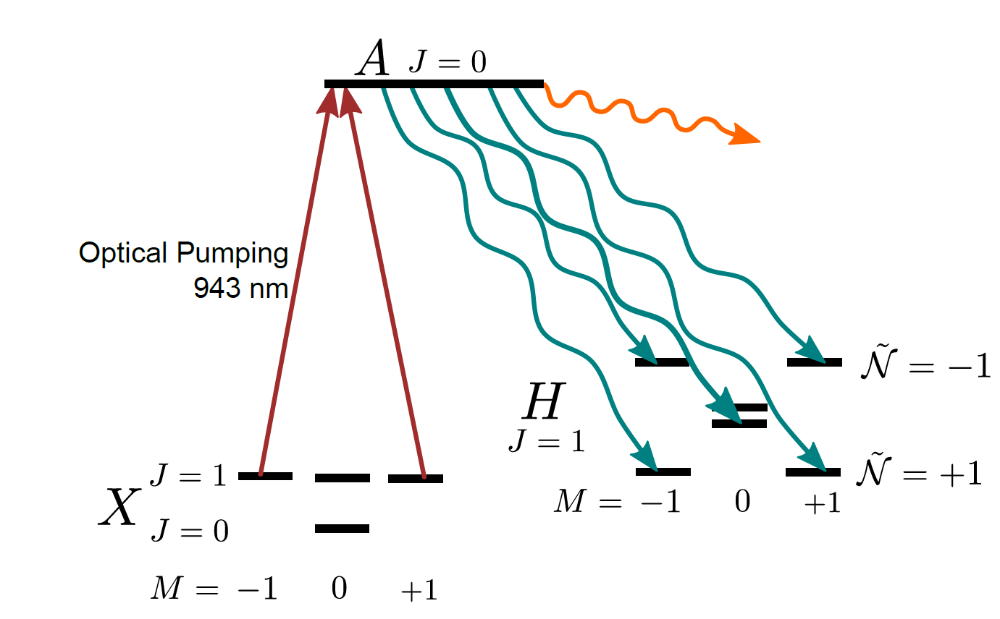 A J = 0
Optical Pumping
943 nm
𝒩̃ = −1
H
J = 1
𝒩̃ = +1
M = −1 0 +1
X
J = 1
J = 0
M = −1 0 +1